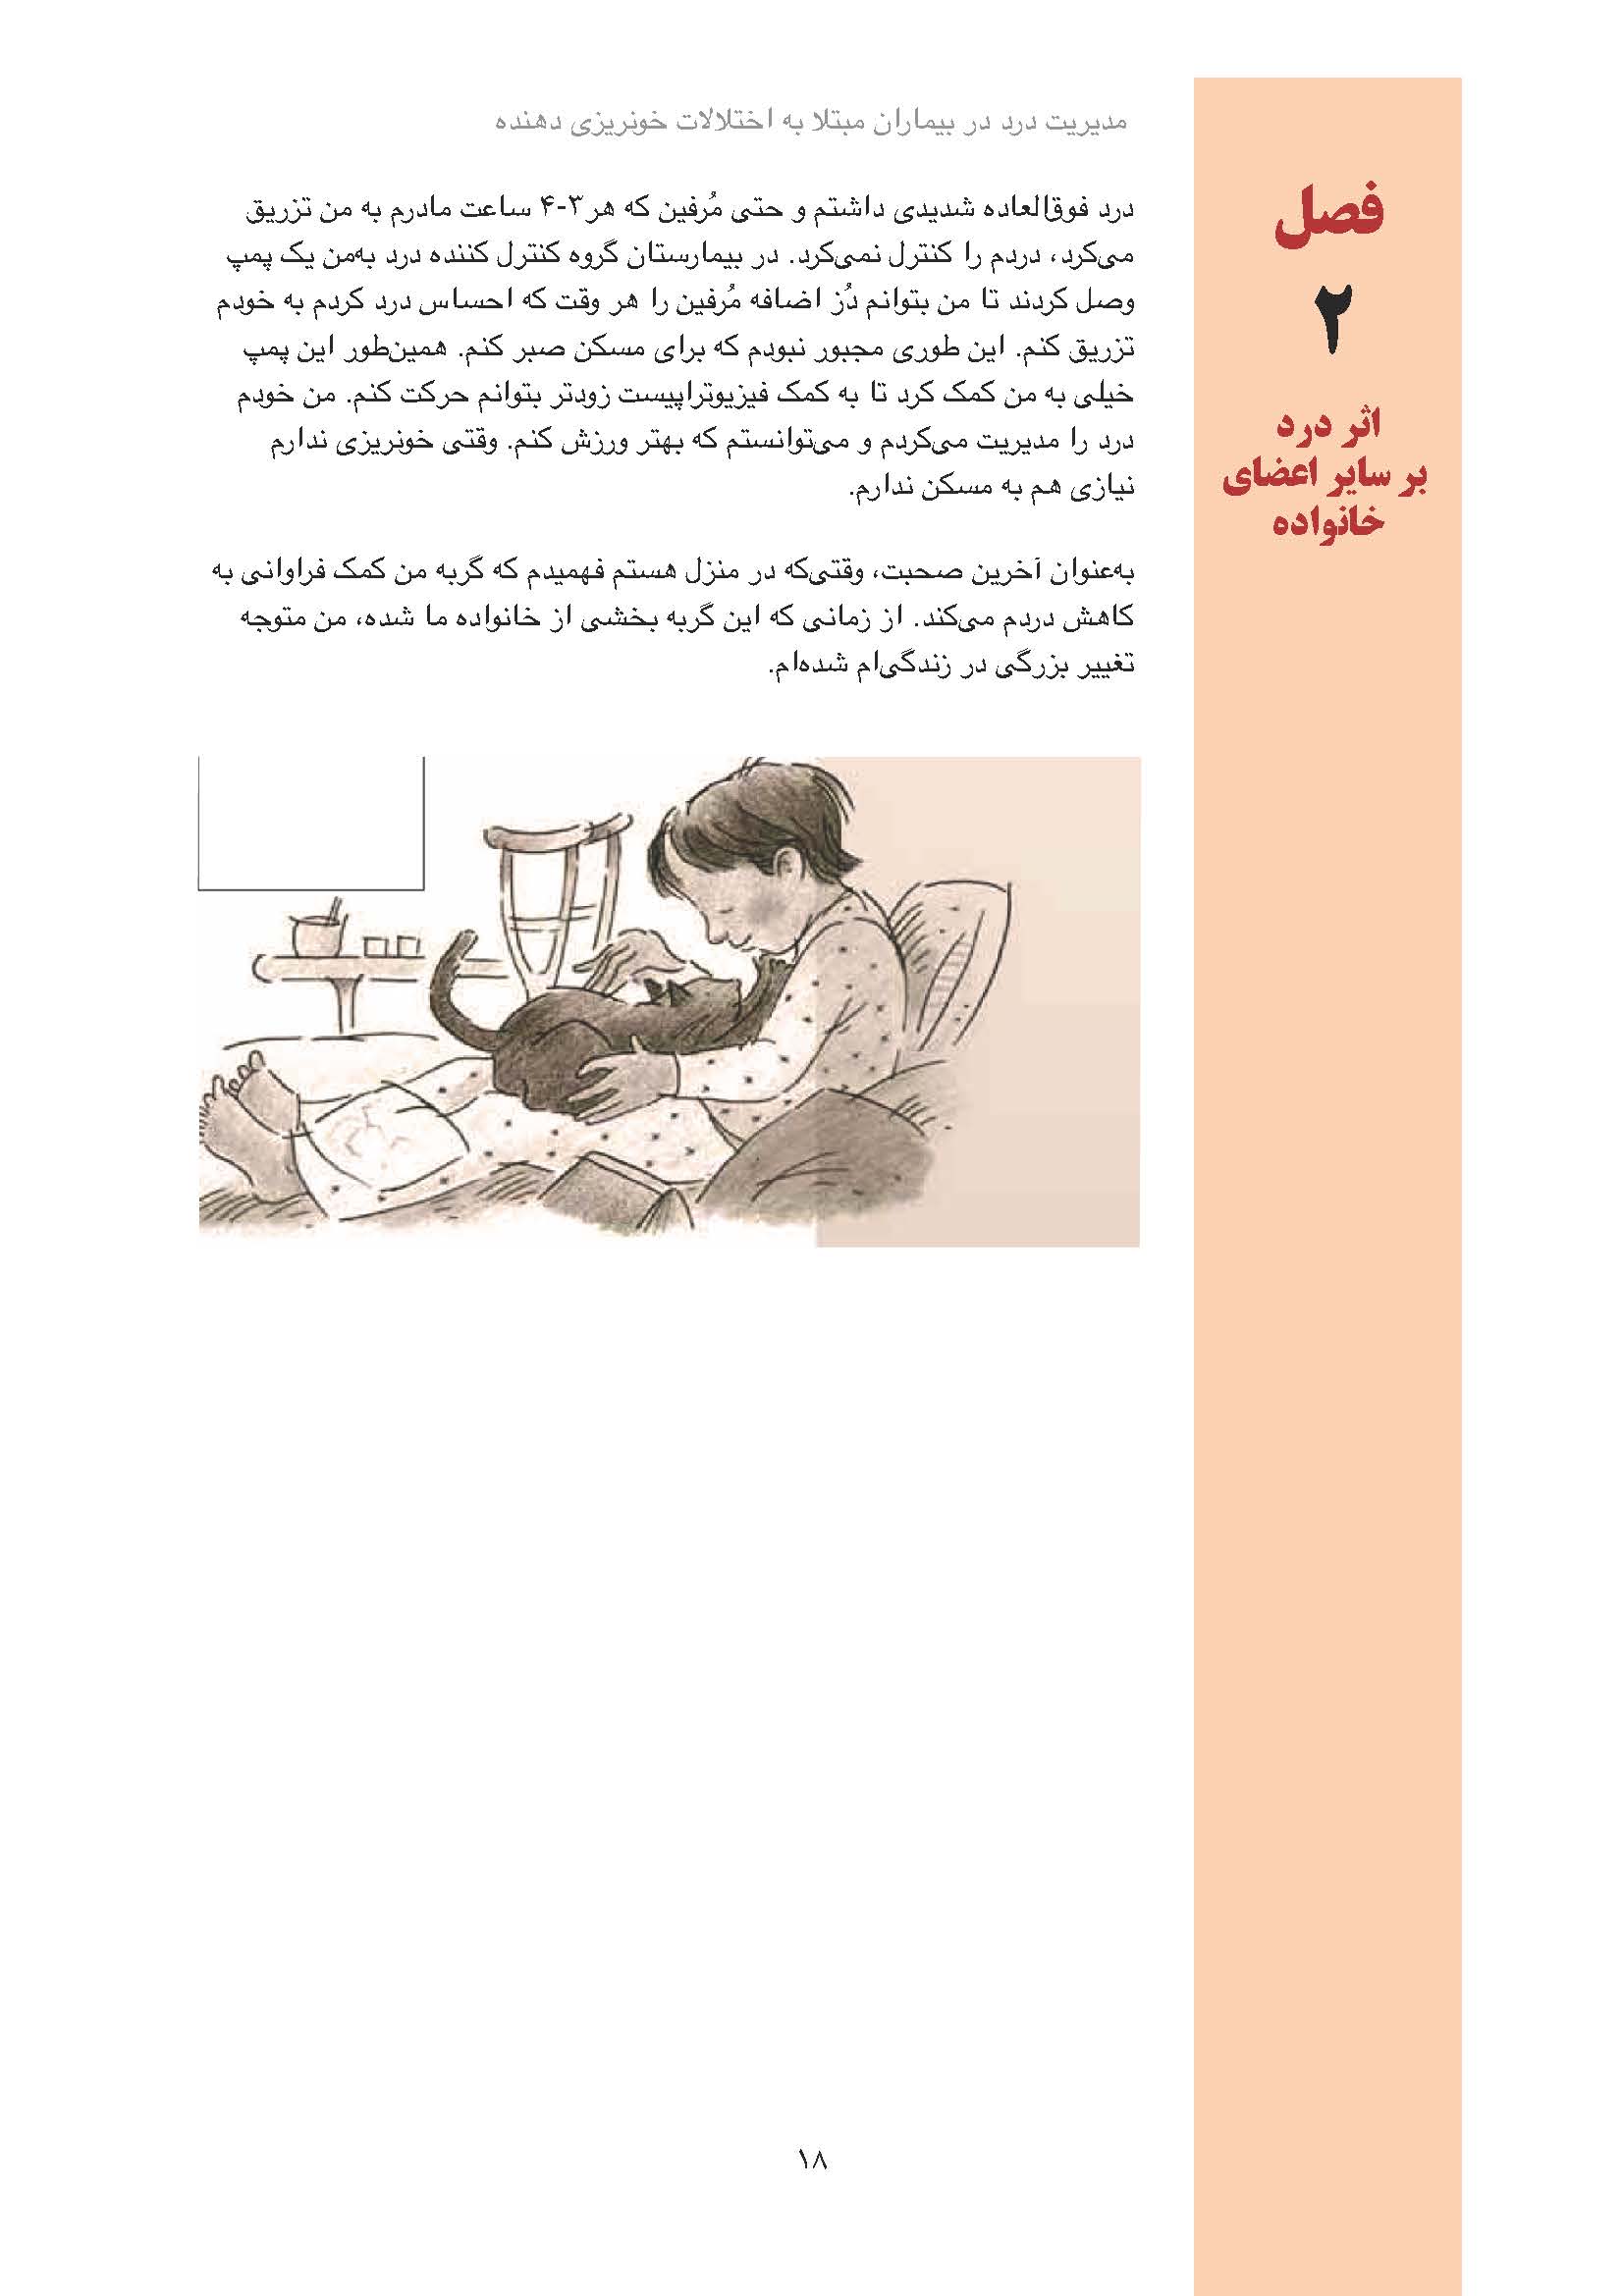 مدیریت درد در بیماران مبتلا به اختلالات خونریزی دهنده
درد فوق‌العاده شدیدی داشتم و حتی مُرفین که هر ۳-۴ ساعت مادرم به من تزریق
می‌کرد، دردم را کنترل نمی‌کرد. در بیمارستان گروه کنترل کننده درد به‌من یک پمپ
وصل کردند تا من بتوانم دُز اضافه مُرفین را هر وقت که احساس درد کردم به خودم
تزریق کنم. این طوری مجبور نبودم که برای مسکن صبر کنم. همین‌طور این پمپ
خیلی به من کمک کرد تا به کمک فیزیوتراپیست زودتر بتوانم حرکت کنم. من خودم
درد را مدیریت می‌کردم و می‌توانستم که بهتر ورزش کنم. وقتی خونریزی ندارم
نیازی هم به مسکن ندارم.
به‌عنوان آخرین صحبت، وقتی‌که در منزل هستم فهمیدم که گربه من کمک فراوانی به
کاهش دردم می‌کند. از زمانی که این گربه بخشی از خانواده ما شده، من متوجه
تغییر بزرگی در زندگی‌ام شده‌ام.
فصل
۲
اثر درد
بر سایر اعضای
خانواده
۱۸